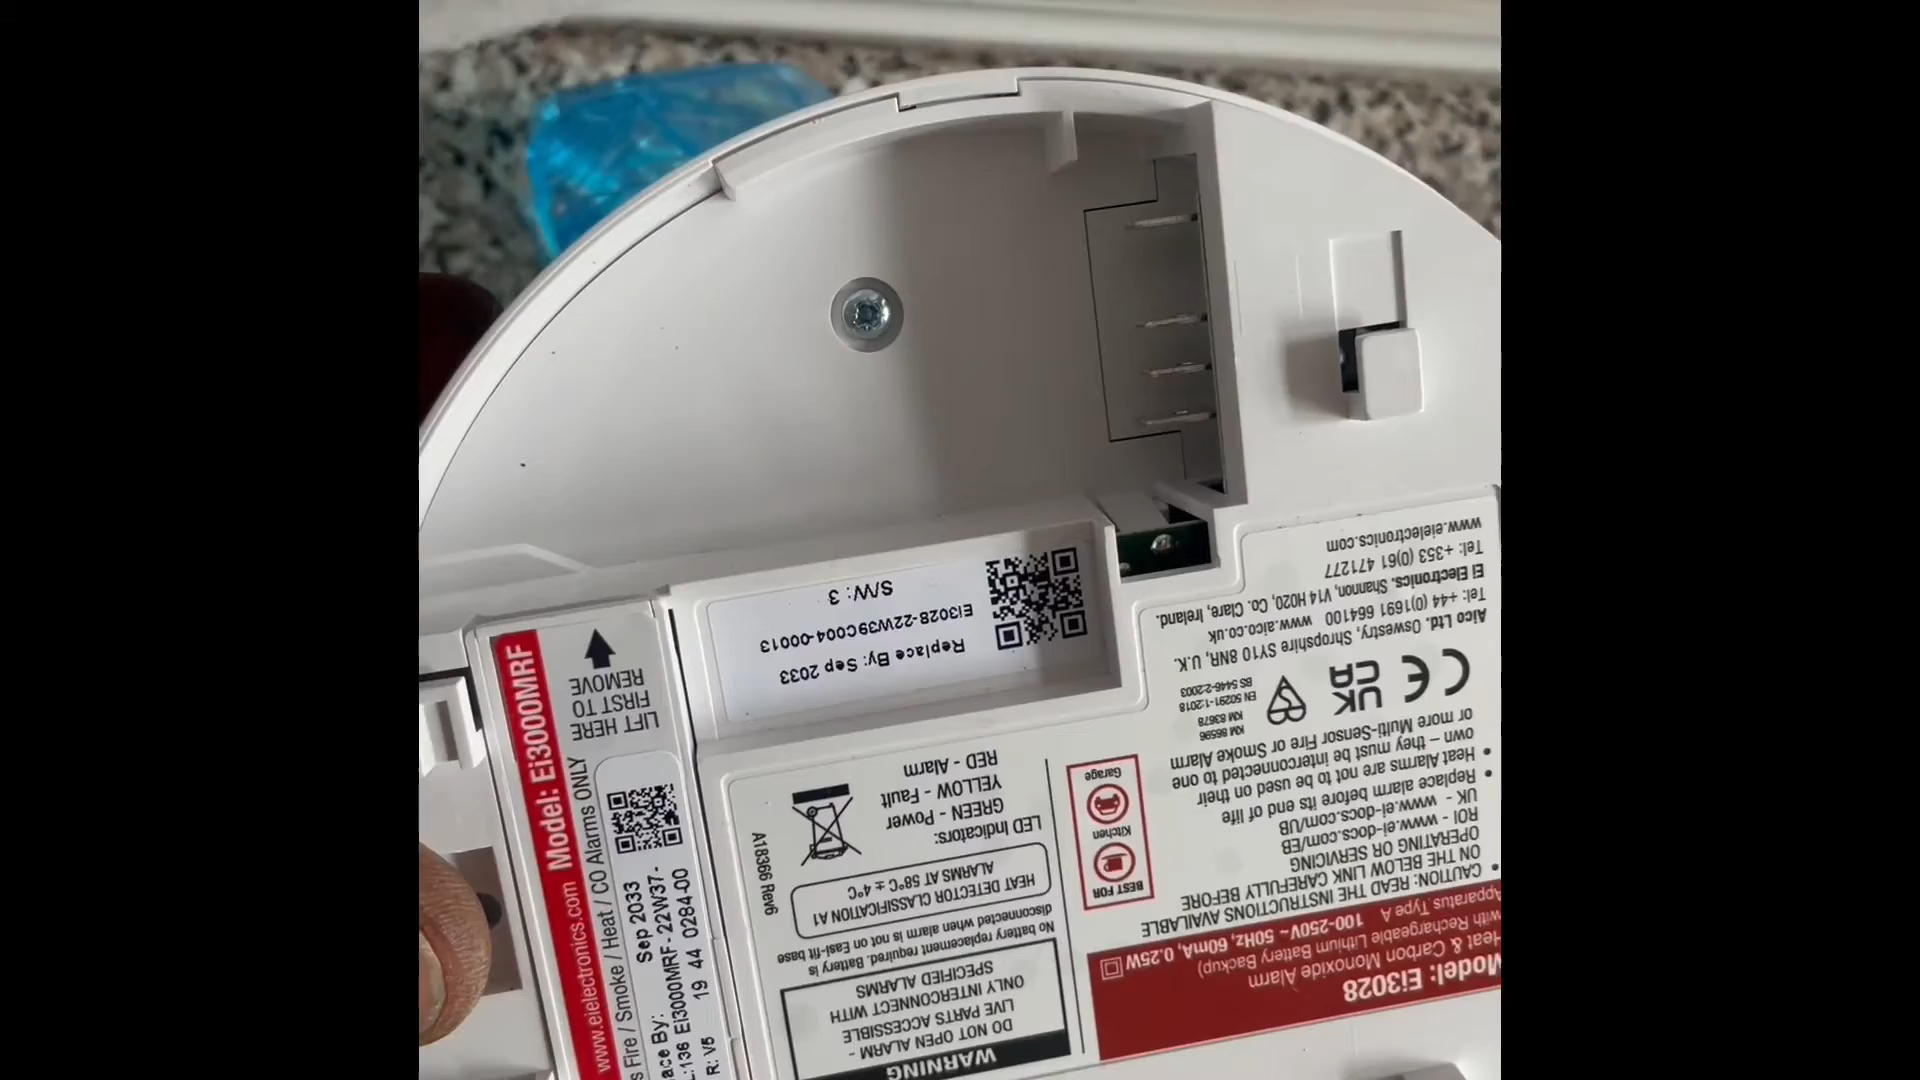 Replace By: Sep 2033
Ei3028-22W39C004-00013
S/W: 3
Model: Ei3000MRF
www.eielectronics.com
LIFT HERE
FIRST TO
REMOVE
Fire / Smoke / Heat / CO Alarms ONLY
By:
Sep 2033
Ei3000MRF-22W37-
19 44 0284-00
V5
Model: Ei3028
Heat & Carbon Monoxide Alarm
with Rechargeable Lithium Battery Backup)
Apparatus Type A 100-250V~ 50Hz, 60mA, 0.25W
• CAUTION: READ THE INSTRUCTIONS AVAILABLE
ON THE BELOW LINK CAREFULLY BEFORE
OPERATING OR SERVICING
ROI - www.ei-docs.com/EB
UK - www.ei-docs.com/UB
• Replace alarm before its end of life
• Heat Alarms are not to be used on their
own – they must be interconnected to one
or more Multi-Sensor Fire or Smoke Alarm
CE
UK
CA
KM 86596
KM 83678
EN 50291-1:2018
BS 5446-2:2003
Aico Ltd. Oswestry, Shropshire SY10 8NR, U.K.
Tel: +44 (0)1691 664100 www.aico.co.uk
Ei Electronics. Shannon, V14 H020, Co. Clare, Ireland.
Tel: +353 (0)61 471277
www.eielectronics.com
BEST FOR
Kitchen
Garage
WARNING
DO NOT OPEN ALARM -
LIVE PARTS ACCESSIBLE
ONLY INTERCONNECT WITH
SPECIFIED ALARMS
No battery replacement required. Battery is
disconnected when alarm is not on Easi-fit base
HEAT DETECTOR CLASSIFICATION A1
ALARMS AT 58°C ± 4°C
LED Indicators:
GREEN - Power
YELLOW - Fault
RED - Alarm
A18366 Rev6